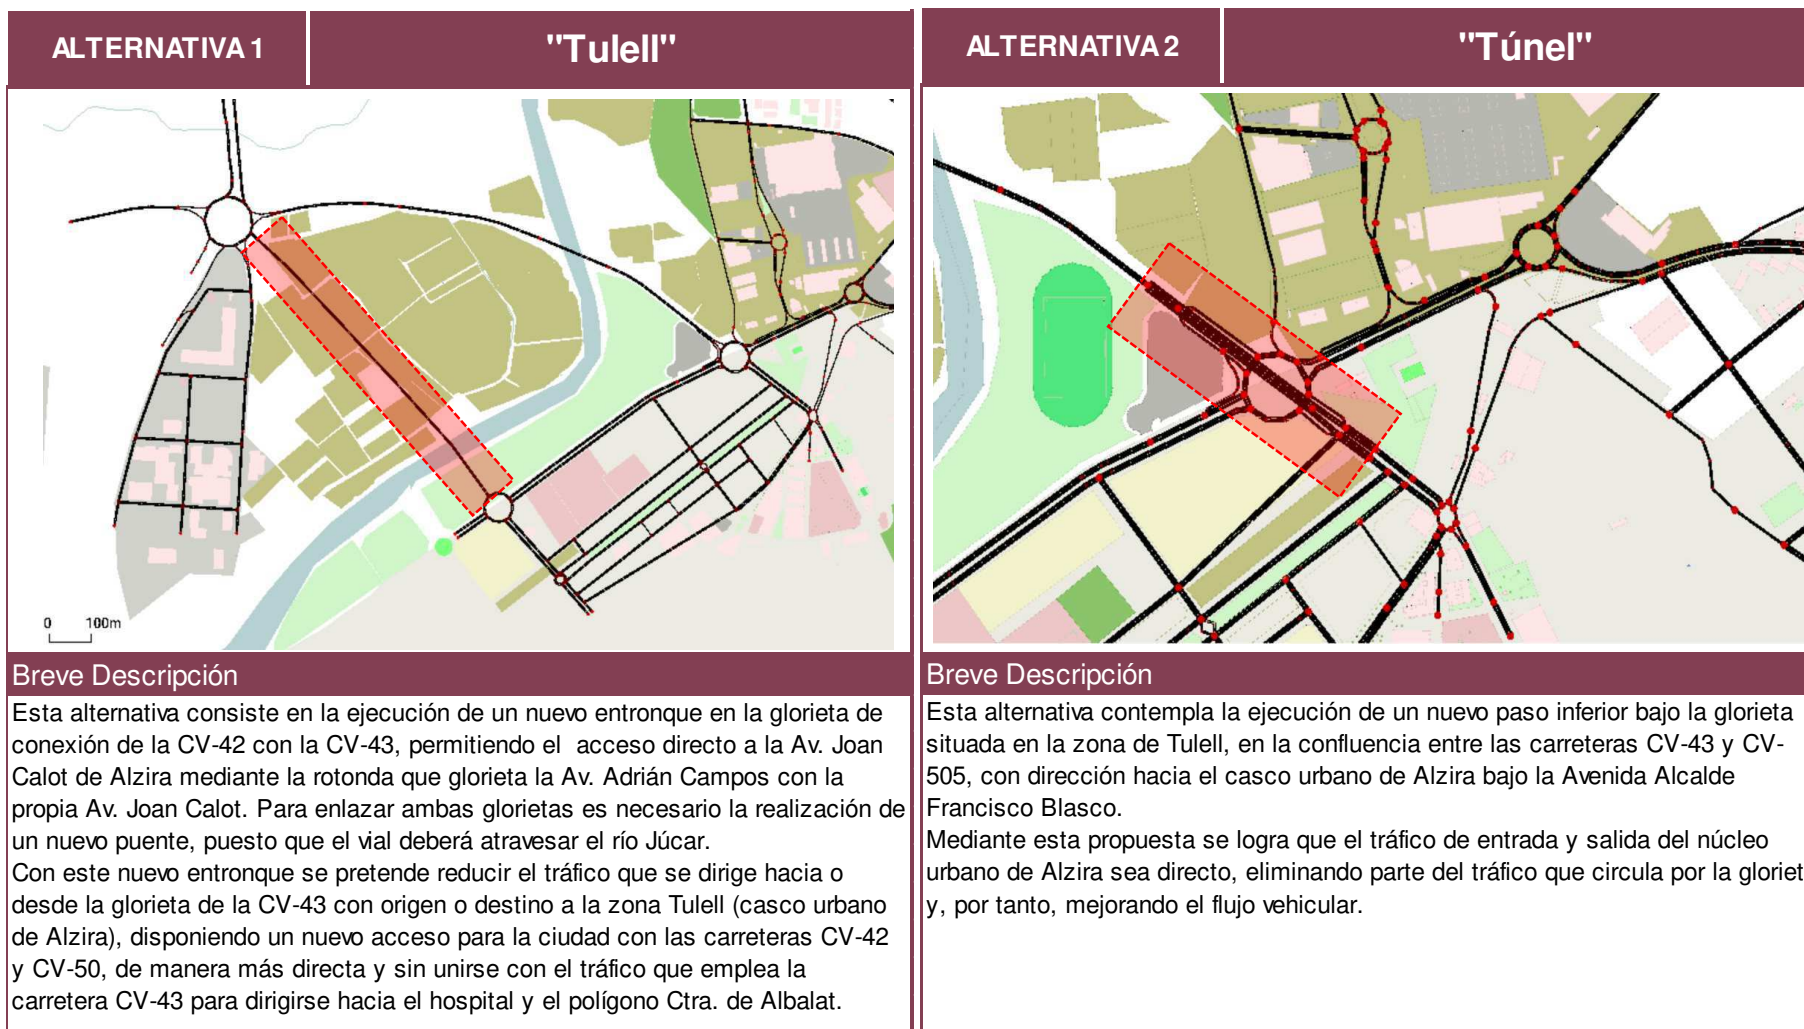 ALTERNATIVA 1
"Tulell"
0 100m
Breve Descripción
Esta alternativa consiste en la ejecución de un nuevo entronque en la glorieta de
conexión de la CV-42 con la CV-43, permitiendo el acceso directo a la Av. Joan
Calot de Alzira mediante la rotonda que glorieta la Av. Adrián Campos con la
propia Av. Joan Calot. Para enlazar ambas glorietas es necesario la realización de
un nuevo puente, puesto que el vial deberá atravesar el río Júcar.
Con este nuevo entronque se pretende reducir el tráfico que se dirige hacia o
desde la glorieta de la CV-43 con origen o destino a la zona Tulell (casco urbano
de Alzira), disponiendo un nuevo acceso para la ciudad con las carreteras CV-42
y CV-50, de manera más directa y sin unirse con el tráfico que emplea la
carretera CV-43 para dirigirse hacia el hospital y el polígono Ctra. de Albalat.
ALTERNATIVA 2
"Túnel"
Breve Descripción
Esta alternativa contempla la ejecución de un nuevo paso inferior bajo la glorieta
situada en la zona de Tulell, en la confluencia entre las carreteras CV-43 y CV-
505, con dirección hacia el casco urbano de Alzira bajo la Avenida Alcalde
Francisco Blasco.
Mediante esta propuesta se logra que el tráfico de entrada y salida del núcleo
urbano de Alzira sea directo, eliminando parte del tráfico que circula por la gloriet
y, por tanto, mejorando el flujo vehicular.